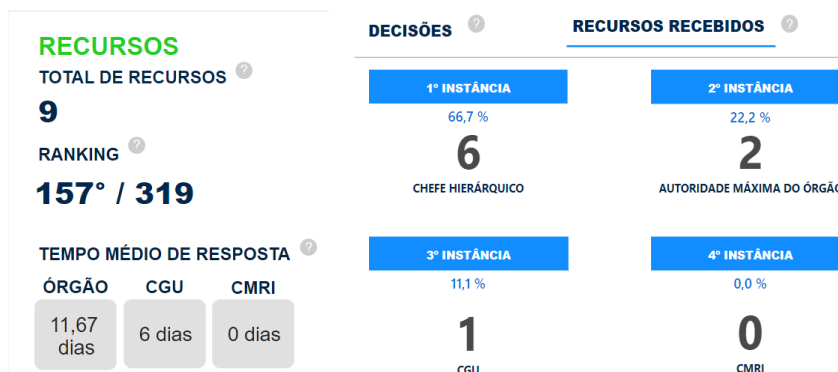 RECURSOS
TOTAL DE RECURSOS ?
9
RANKING ?
157° / 319
TEMPO MÉDIO DE RESPOSTA ?
ÓRGÃO CGU CMRI
11,67 dias
6 dias
0 dias
DECISÕES ?
RECURSOS RECEBIDOS ?
1º INSTÂNCIA
66,7 %
6
CHEFE HIERÁRQUICO
2º INSTÂNCIA
22,2 %
2
AUTORIDADE MÁXIMA DO ÓRGÃO
3º INSTÂNCIA
11,1 %
1
CGU
4º INSTÂNCIA
0,0 %
0
CMRI